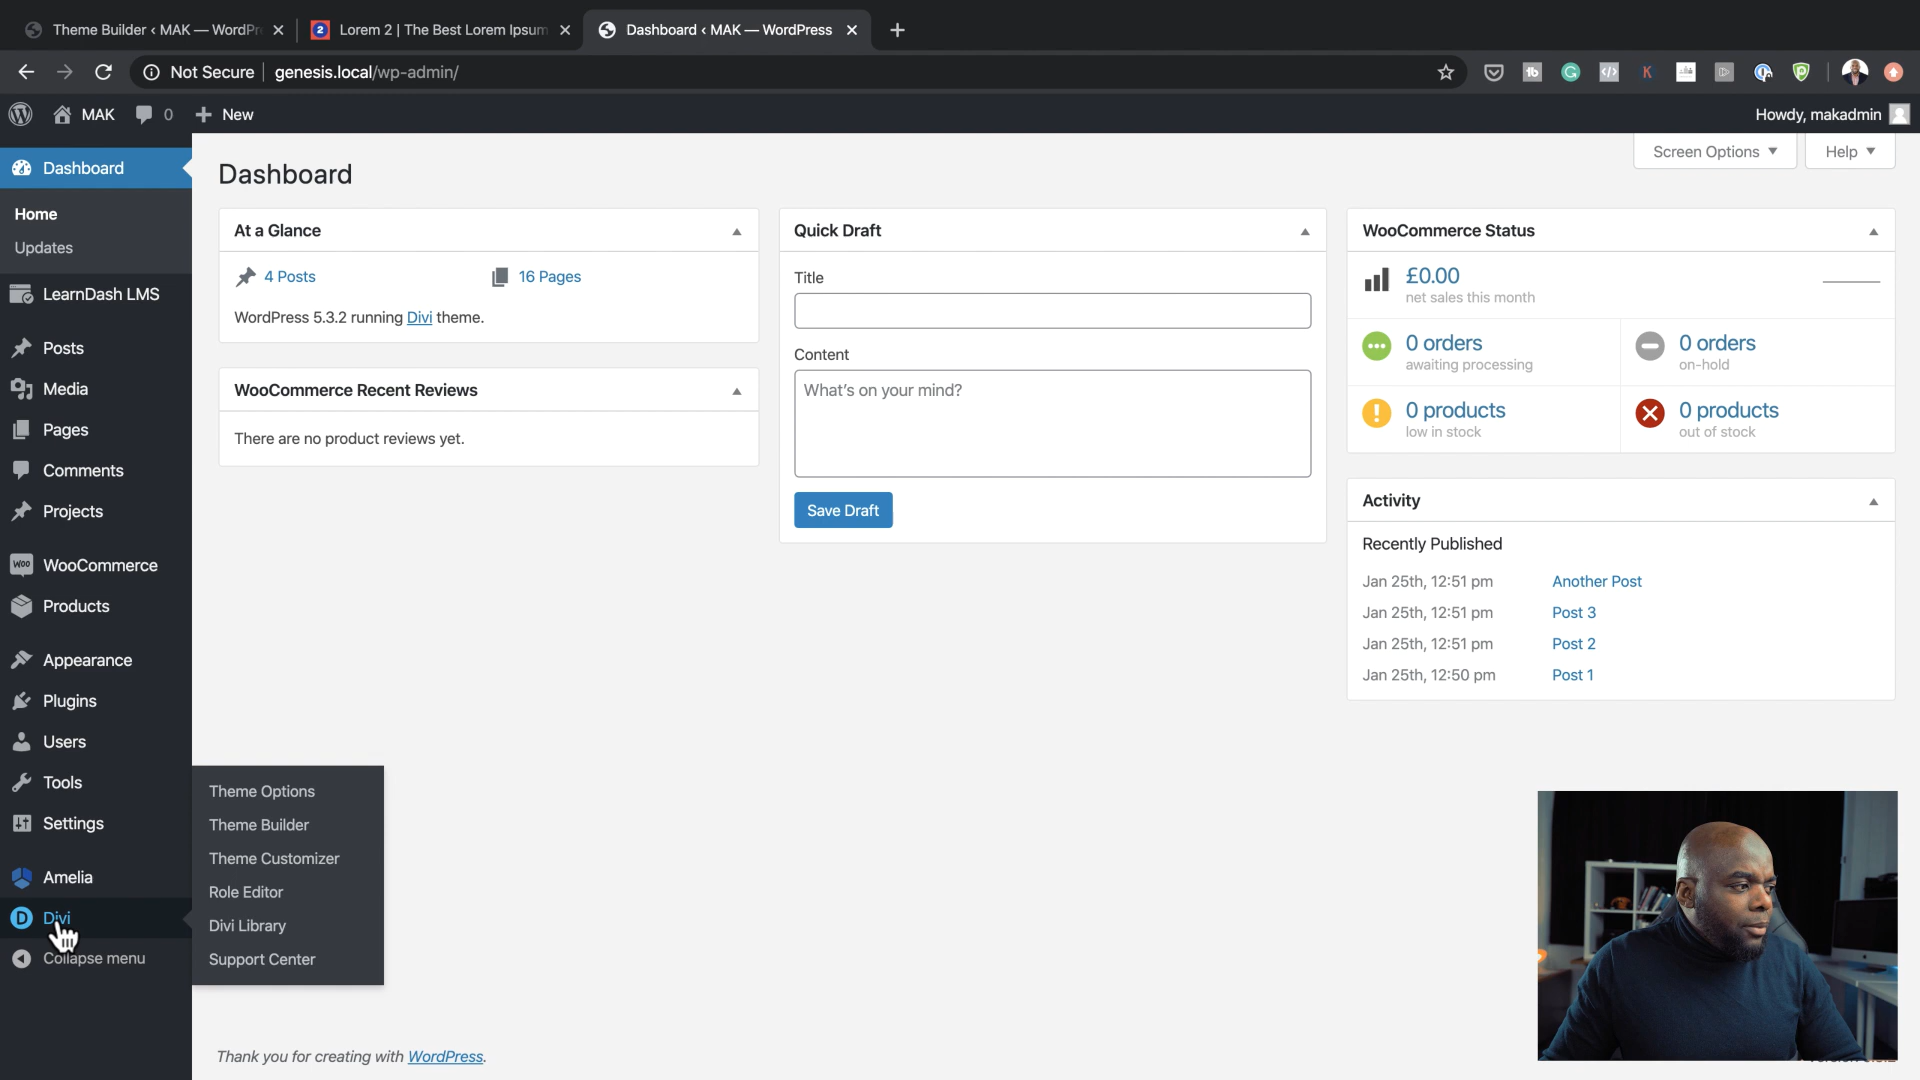 Theme Builder ‹ MAK — WordPr
Lorem 2 | The Best Lorem Ipsum
Dashboard ‹ MAK — WordPress
Not Secure
genesis.local/wp-admin/
MAK
0
New
Howdy, makadmin
Dashboard
Home
Updates
LearnDash LMS
Posts
Media
Pages
Comments
Projects
WooCommerce
Products
Appearance
Plugins
Users
Tools
Settings
Amelia
Divi
Collapse menu
Theme Options
Theme Builder
Theme Customizer
Role Editor
Divi Library
Support Center
Screen Options
Help
Dashboard
At a Glance
4 Posts
16 Pages
WordPress 5.3.2 running Divi theme.
WooCommerce Recent Reviews
There are no product reviews yet.
Quick Draft
Title
Content
What's on your mind?
Save Draft
WooCommerce Status
£0.00
net sales this month
0 orders
awaiting processing
0 orders
on-hold
0 products
low in stock
0 products
out of stock
Activity
Recently Published
Jan 25th, 12:51 pm Another Post
Jan 25th, 12:51 pm Post 3
Jan 25th, 12:51 pm Post 2
Jan 25th, 12:50 pm Post 1
Thank you for creating with WordPress.